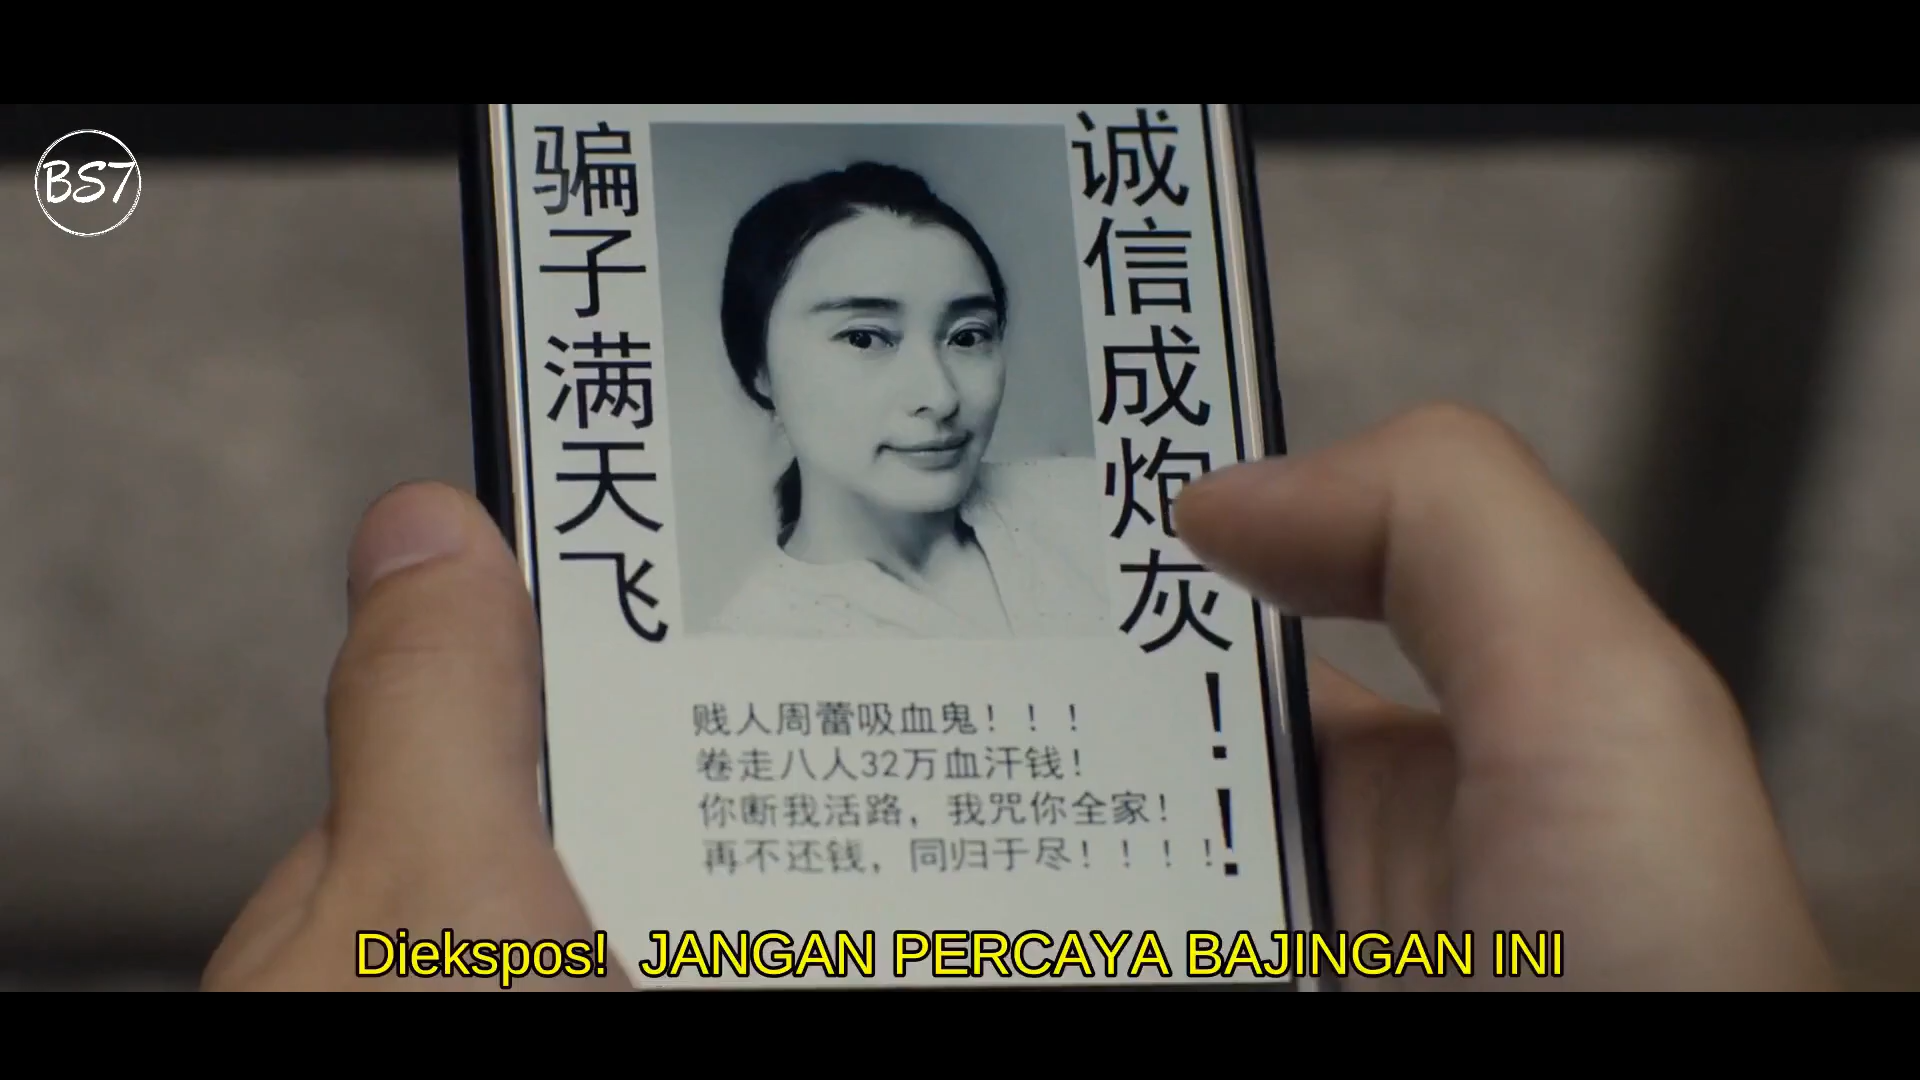 BS7
骗子满天飞
诚信成炮灰！！
贱人周蕾吸血鬼！！！
卷走八人32万血汗钱！
你断我活路，我咒你全家！
再不还钱，同归于尽！！！！
Diekspos! JANGAN PERCAYA BAJINGAN INI